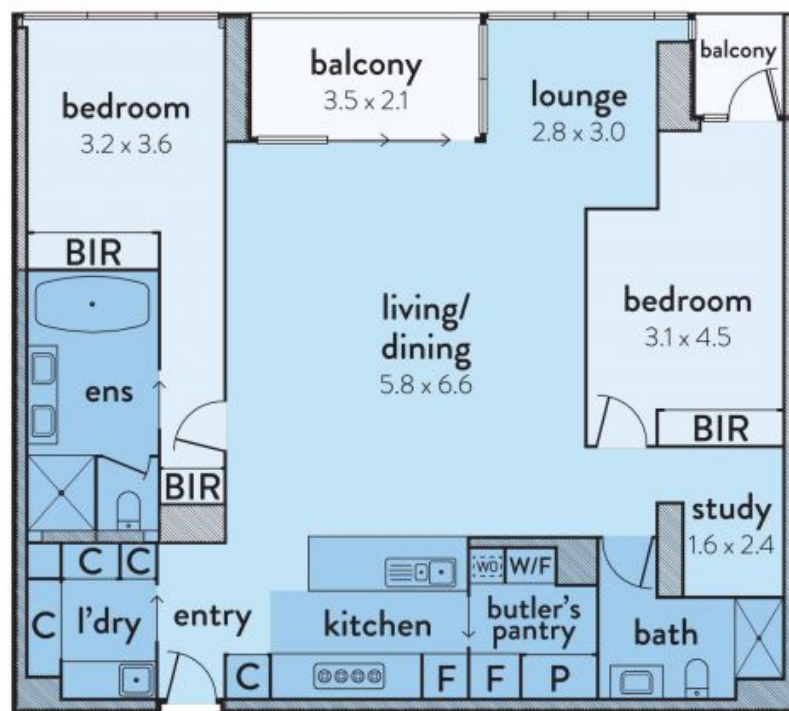 balcony
3.5 x 2.1
lounge
2.8 x 3.0
balcony
bedroom
3.2 x 3.6
BIR
living/
dining
5.8 x 6.6
bedroom
3.1 x 4.5
BIR
ens
BIR
study
1.6 x 2.4
C
C
C
l'dry
entry
kitchen
WO
W/F
butler's
pantry
bath
C
F
F
P